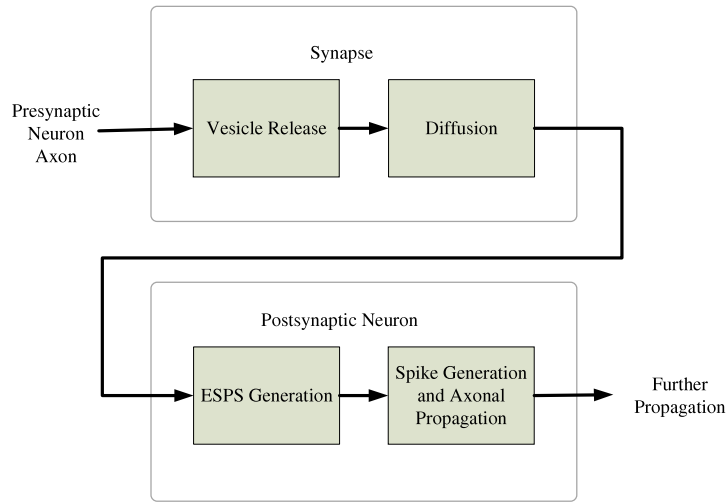 Synapse
Presynaptic
Neuron
Axon
Vesicle Release
Diffusion
Postsynaptic Neuron
ESPS Generation
Spike Generation
and Axonal
Propagation
Further
Propagation